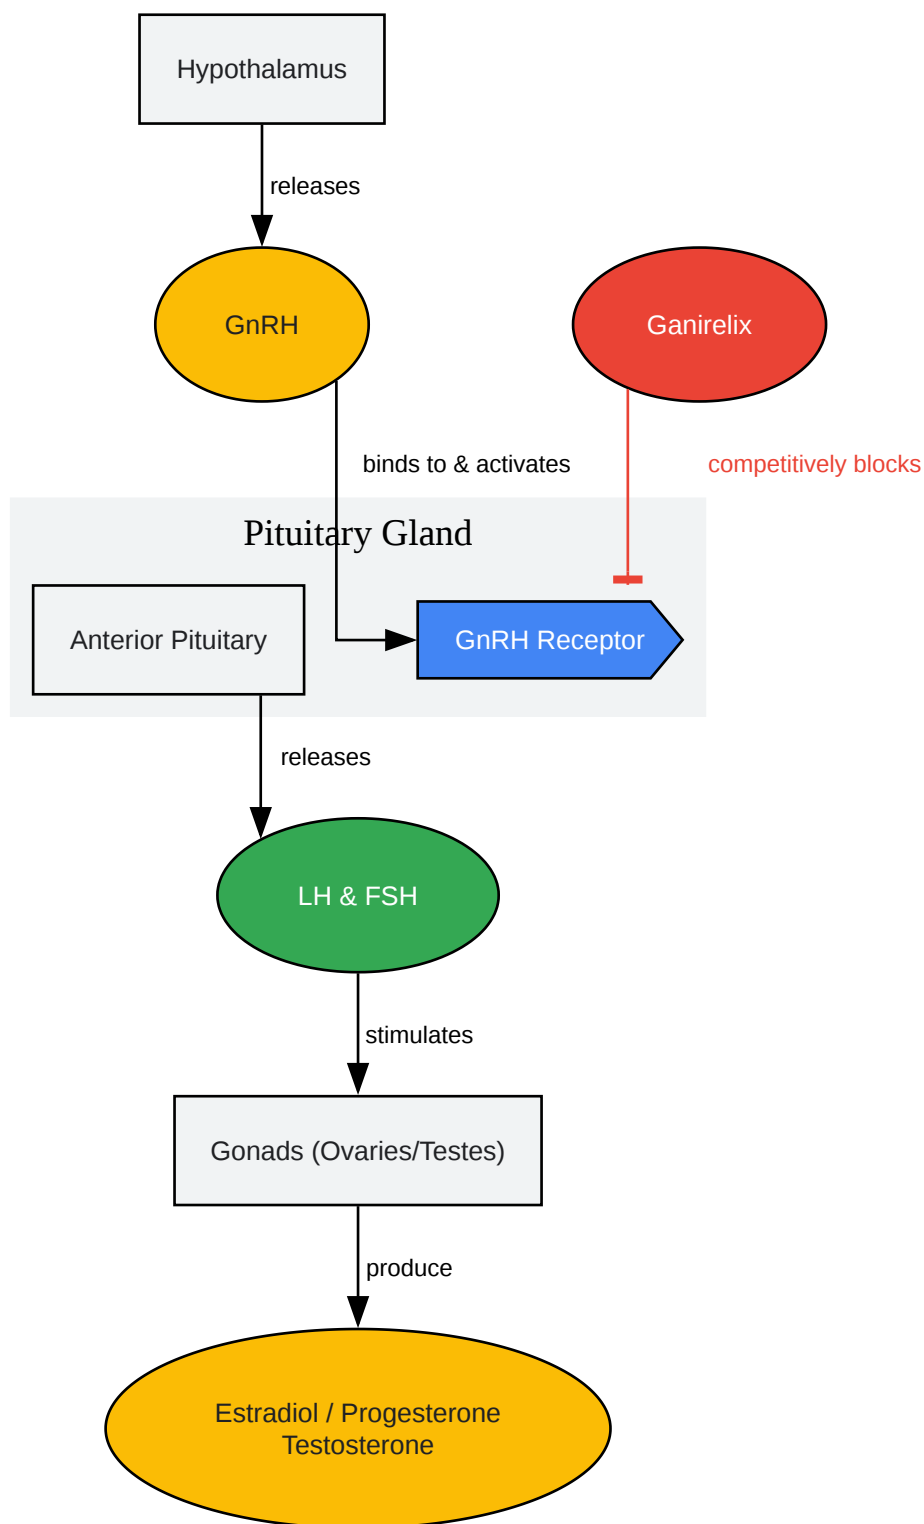 Hypothalamus
releases
GnRH
Ganirelix
binds to & activates
competitively blocks
Pituitary Gland
Anterior Pituitary
GnRH Receptor
releases
LH & FSH
stimulates
Gonads (Ovaries/Testes)
produce
Estradiol / Progesterone
Testosterone